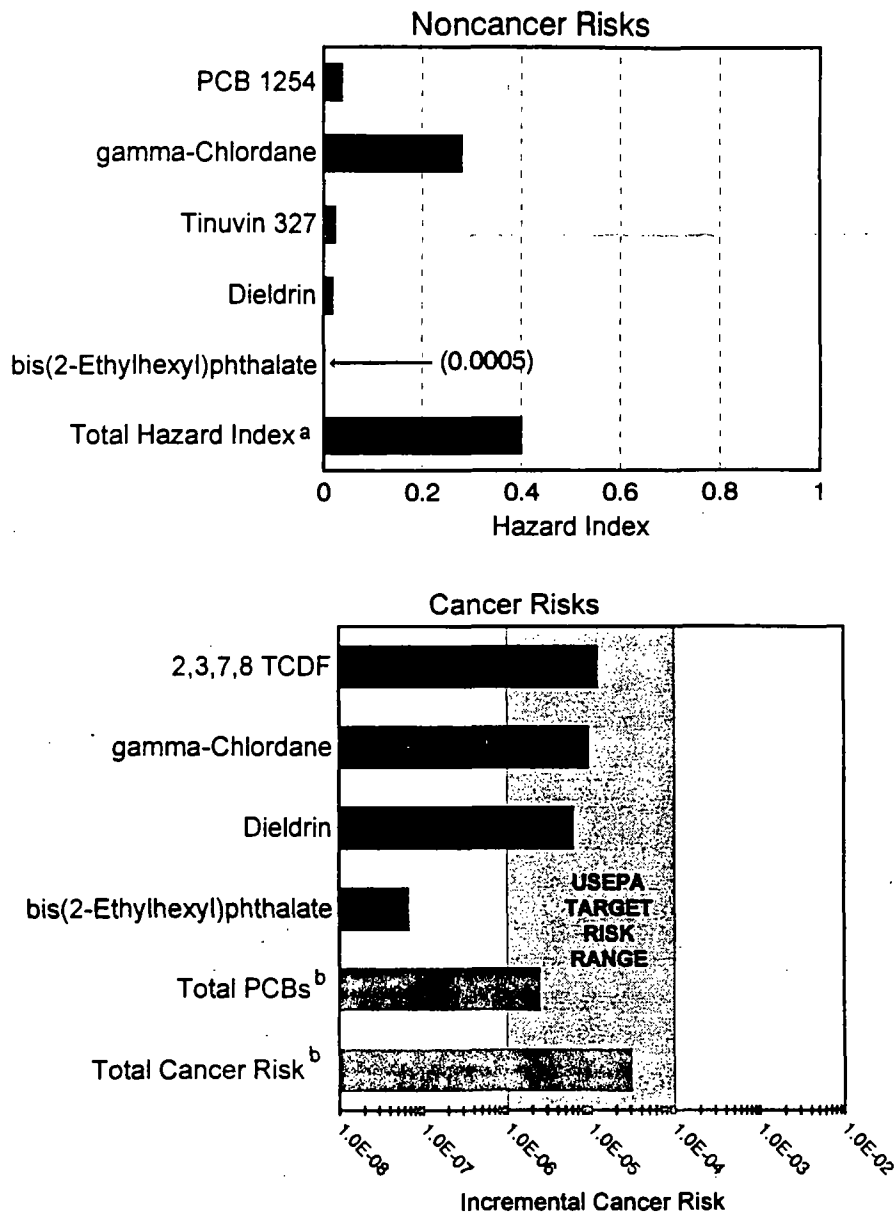 Noncancer Risks
PCB 1254
gamma-Chlordane
Tinuvin 327
Dieldrin
bis(2-Ethylhexyl)phthalate
(0.0005)
Total Hazard Index a
0 0.2 0.4 0.6 0.8 1
Hazard Index
Cancer Risks
2,3,7,8 TCDF
gamma-Chlordane
Dieldrin
bis(2-Ethylhexyl)phthalate
USEPA
TARGET
RISK
RANGE
Total PCBs b
Total Cancer Risk b
1.0E-08 1.0E-07 1.0E-06 1.0E-05 1.0E-04 1.0E-03 1.0E-02
Incremental Cancer Risk